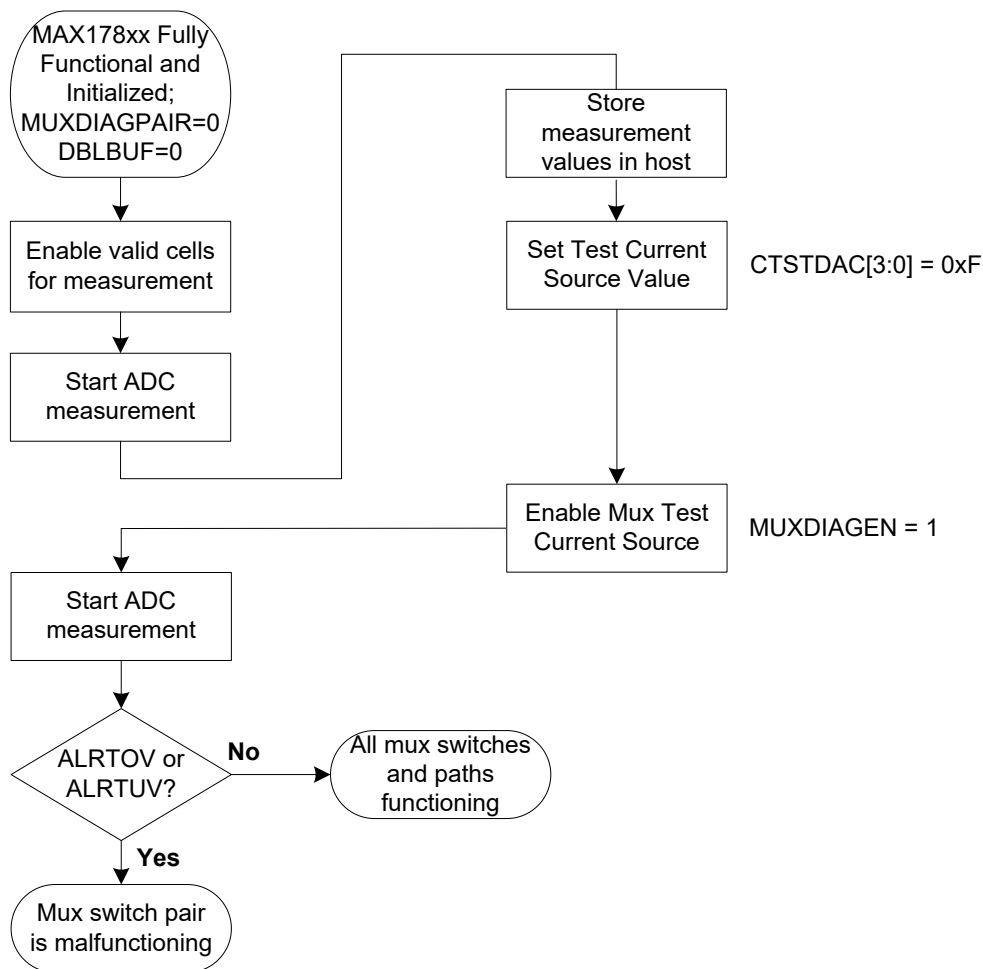 MAX178xx Fully
Functional and
Initialized;
MUXDIAGPAIR=0
DBLBUF=0
Enable valid cells
for measurement
Start ADC
measurement
Store
measurement
values in host
Set Test Current
Source Value
CTSTDAC[3:0] = 0xF
Enable Mux Test
Current Source
MUXDIAGEN = 1
Start ADC
measurement
ALRTOV or
ALRTUV?
No
All mux switches
and paths
functioning
Yes
Mux switch pair
is malfunctioning